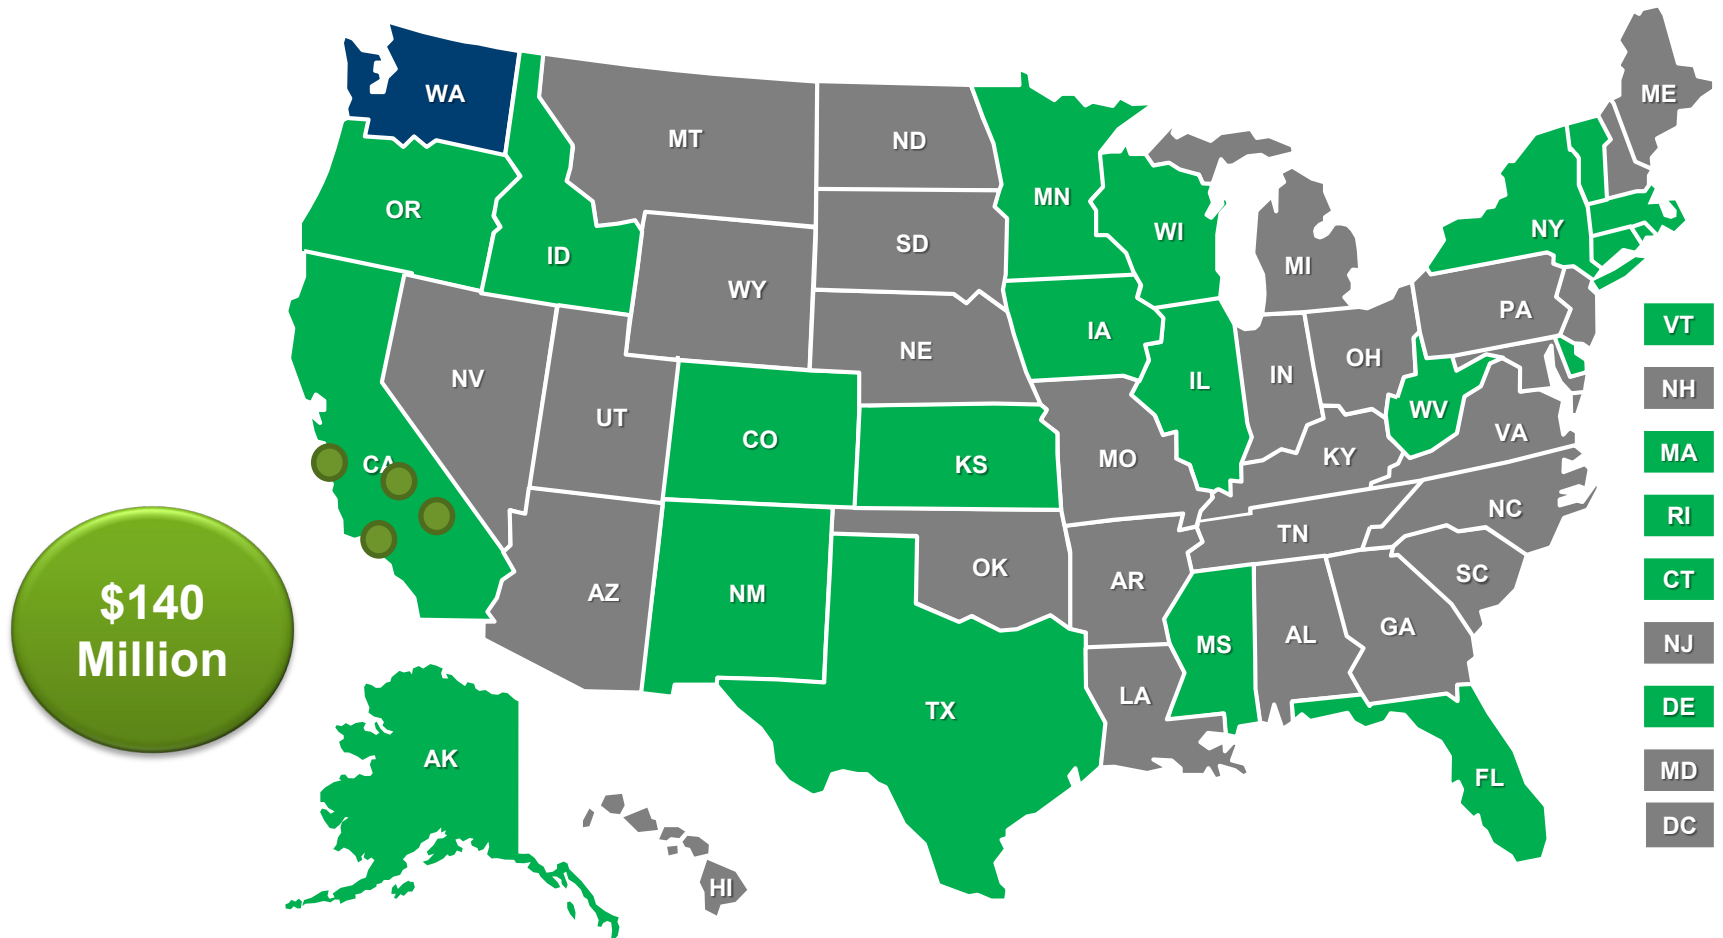 WA
ME
MT
ND
MN
OR
WI
NY
SD
ID
MI
WY
PA
VT
IA
NE
OH
NV
IN
IL
NH
WV
UT
CO
VA
MA
KY
MO
KS
CA
NC
RI
TN
OK
SC
AR
CT
AZ
NM
$140
Million
GA
AL
MS
NJ
LA
TX
DE
AK
MD
FL
DC
HI